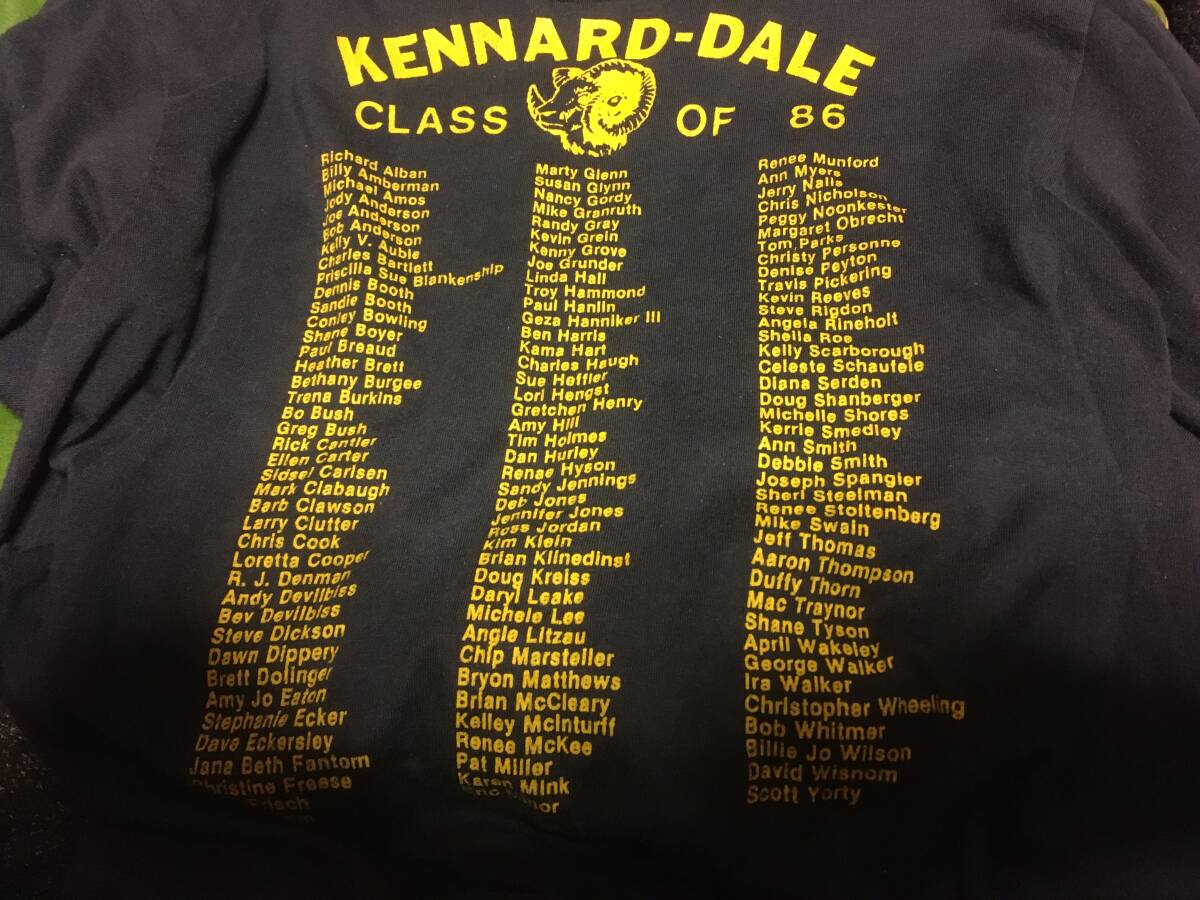 KENNARD-DALE
CLASS OF 86
Richard Alban
Billy Amberman
Michael Amos
Jody Anderson
Joe Anderson
Bob Anderson
Kelly V. Auble
Charles Bartlett
Priscilla Sue Blankenship
Dennis Booth
Sandie Booth
Conley Bowling
Shane Boyer
Paul Breaud
Heather Brett
Bethany Burgee
Trena Burkins
Bo Bush
Greg Bush
Rick Cantler
Ellen Carter
Sidsel Carlsen
Mark Clabaugh
Barb Clawson
Larry Clutter
Chris Cook
Loretta Cooper
R. J. Denman
Andy Devilbiss
Bev Devilbiss
Steve Dickson
Dawn Dippery
Brett Dolinger
Amy Jo Eaton
Stephanie Ecker
Dave Eckersley
Jana Beth Fantom
Christine Freese
Frisch
Marty Glenn
Susan Glynn
Nancy Gordy
Mike Granruth
Randy Gray
Kevin Grein
Kenny Grove
Joe Grunder
Linda Hall
Troy Hammond
Paul Hanlin
Geza Hanniker III
Ben Harris
Kama Hart
Charles Haugh
Sue Heffler
Lori Hengst
Gretchen Henry
Amy Hill
Tim Holmes
Dan Hurley
Renae Hyson
Sandy Jennings
Deb Jones
Jennifer Jones
Ross Jordan
Kim Klein
Brian Klinedinst
Doug Kreiss
Daryl Leake
Michele Lee
Angie Litzau
Chip Marsteller
Bryon Matthews
Brian McCleary
Kelley McInturff
Renee McKee
Pat Miller
Karen Mink
Renee Munford
Ann Myers
Jerry Nalls
Chris Nicholson
Peggy Noonkester
Margaret Obrecht
Tom Parks
Christy Personne
Denise Peyton
Travis Pickering
Kevin Reeves
Steve Rigdon
Angela Rineholt
Sheila Roe
Kelly Scarborough
Celeste Schaufele
Diana Serden
Doug Shanberger
Michelle Shores
Kerrie Smedley
Ann Smith
Debbie Smith
Joseph Spangler
Sheri Steelman
Renee Stoltenberg
Mike Swain
Jeff Thomas
Aaron Thompson
Duffy Thorn
Mac Traynor
Shane Tyson
April Wakeley
George Walker
Ira Walker
Christopher Wheeling
Bob Whitmer
Billie Jo Wilson
David Wisnom
Scott Yorty